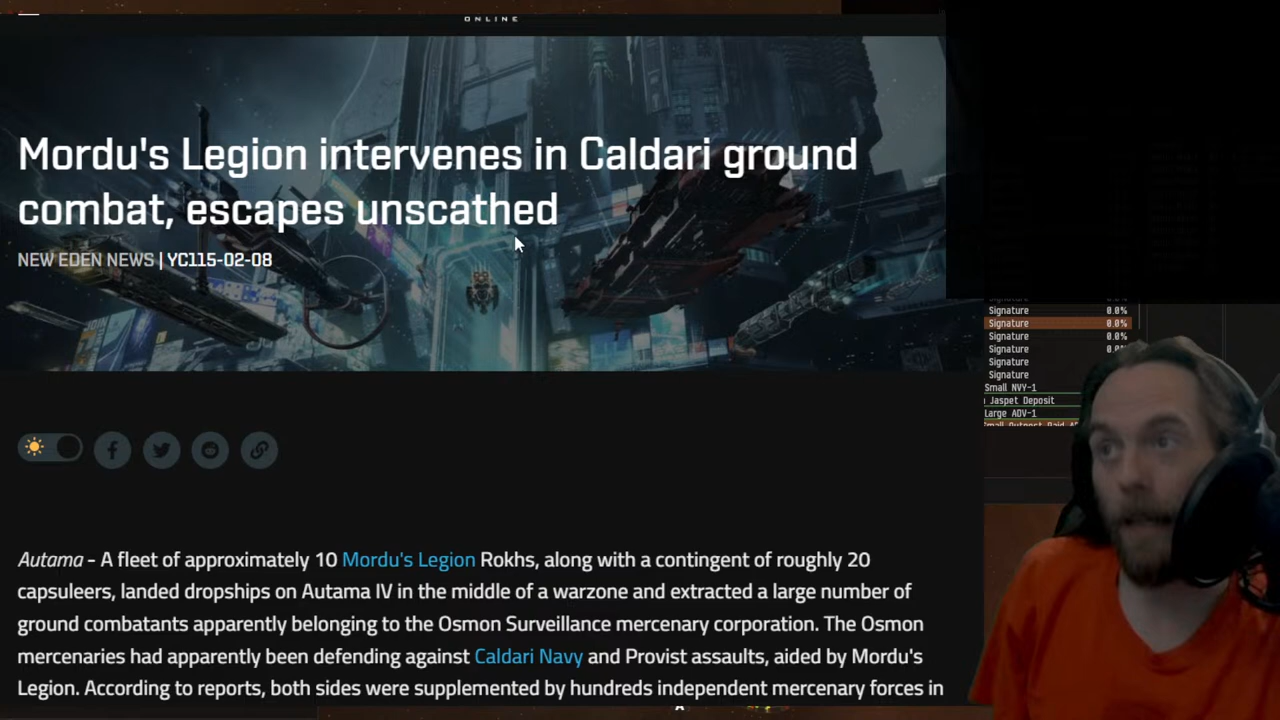 ONLINE
Mordu's Legion intervenes in Caldari ground
combat, escapes unscathed
NEW EDEN NEWS | YC115-02-08
Signature 0.0%
Signature 0.0%
Signature 0.0%
Signature
Signature
Signature
Small NVY-1
Jaspet Deposit
Large ADV-1
Autama - A fleet of approximately 10 Mordu's Legion Rokhs, along with a contingent of roughly 20
capsuleers, landed dropships on Autama IV in the middle of a warzone and extracted a large number of
ground combatants apparently belonging to the Osmon Surveillance mercenary corporation. The Osmon
mercenaries had apparently been defending against Caldari Navy and Provist assaults, aided by Mordu's
Legion. According to reports, both sides were supplemented by hundreds independent mercenary forces in